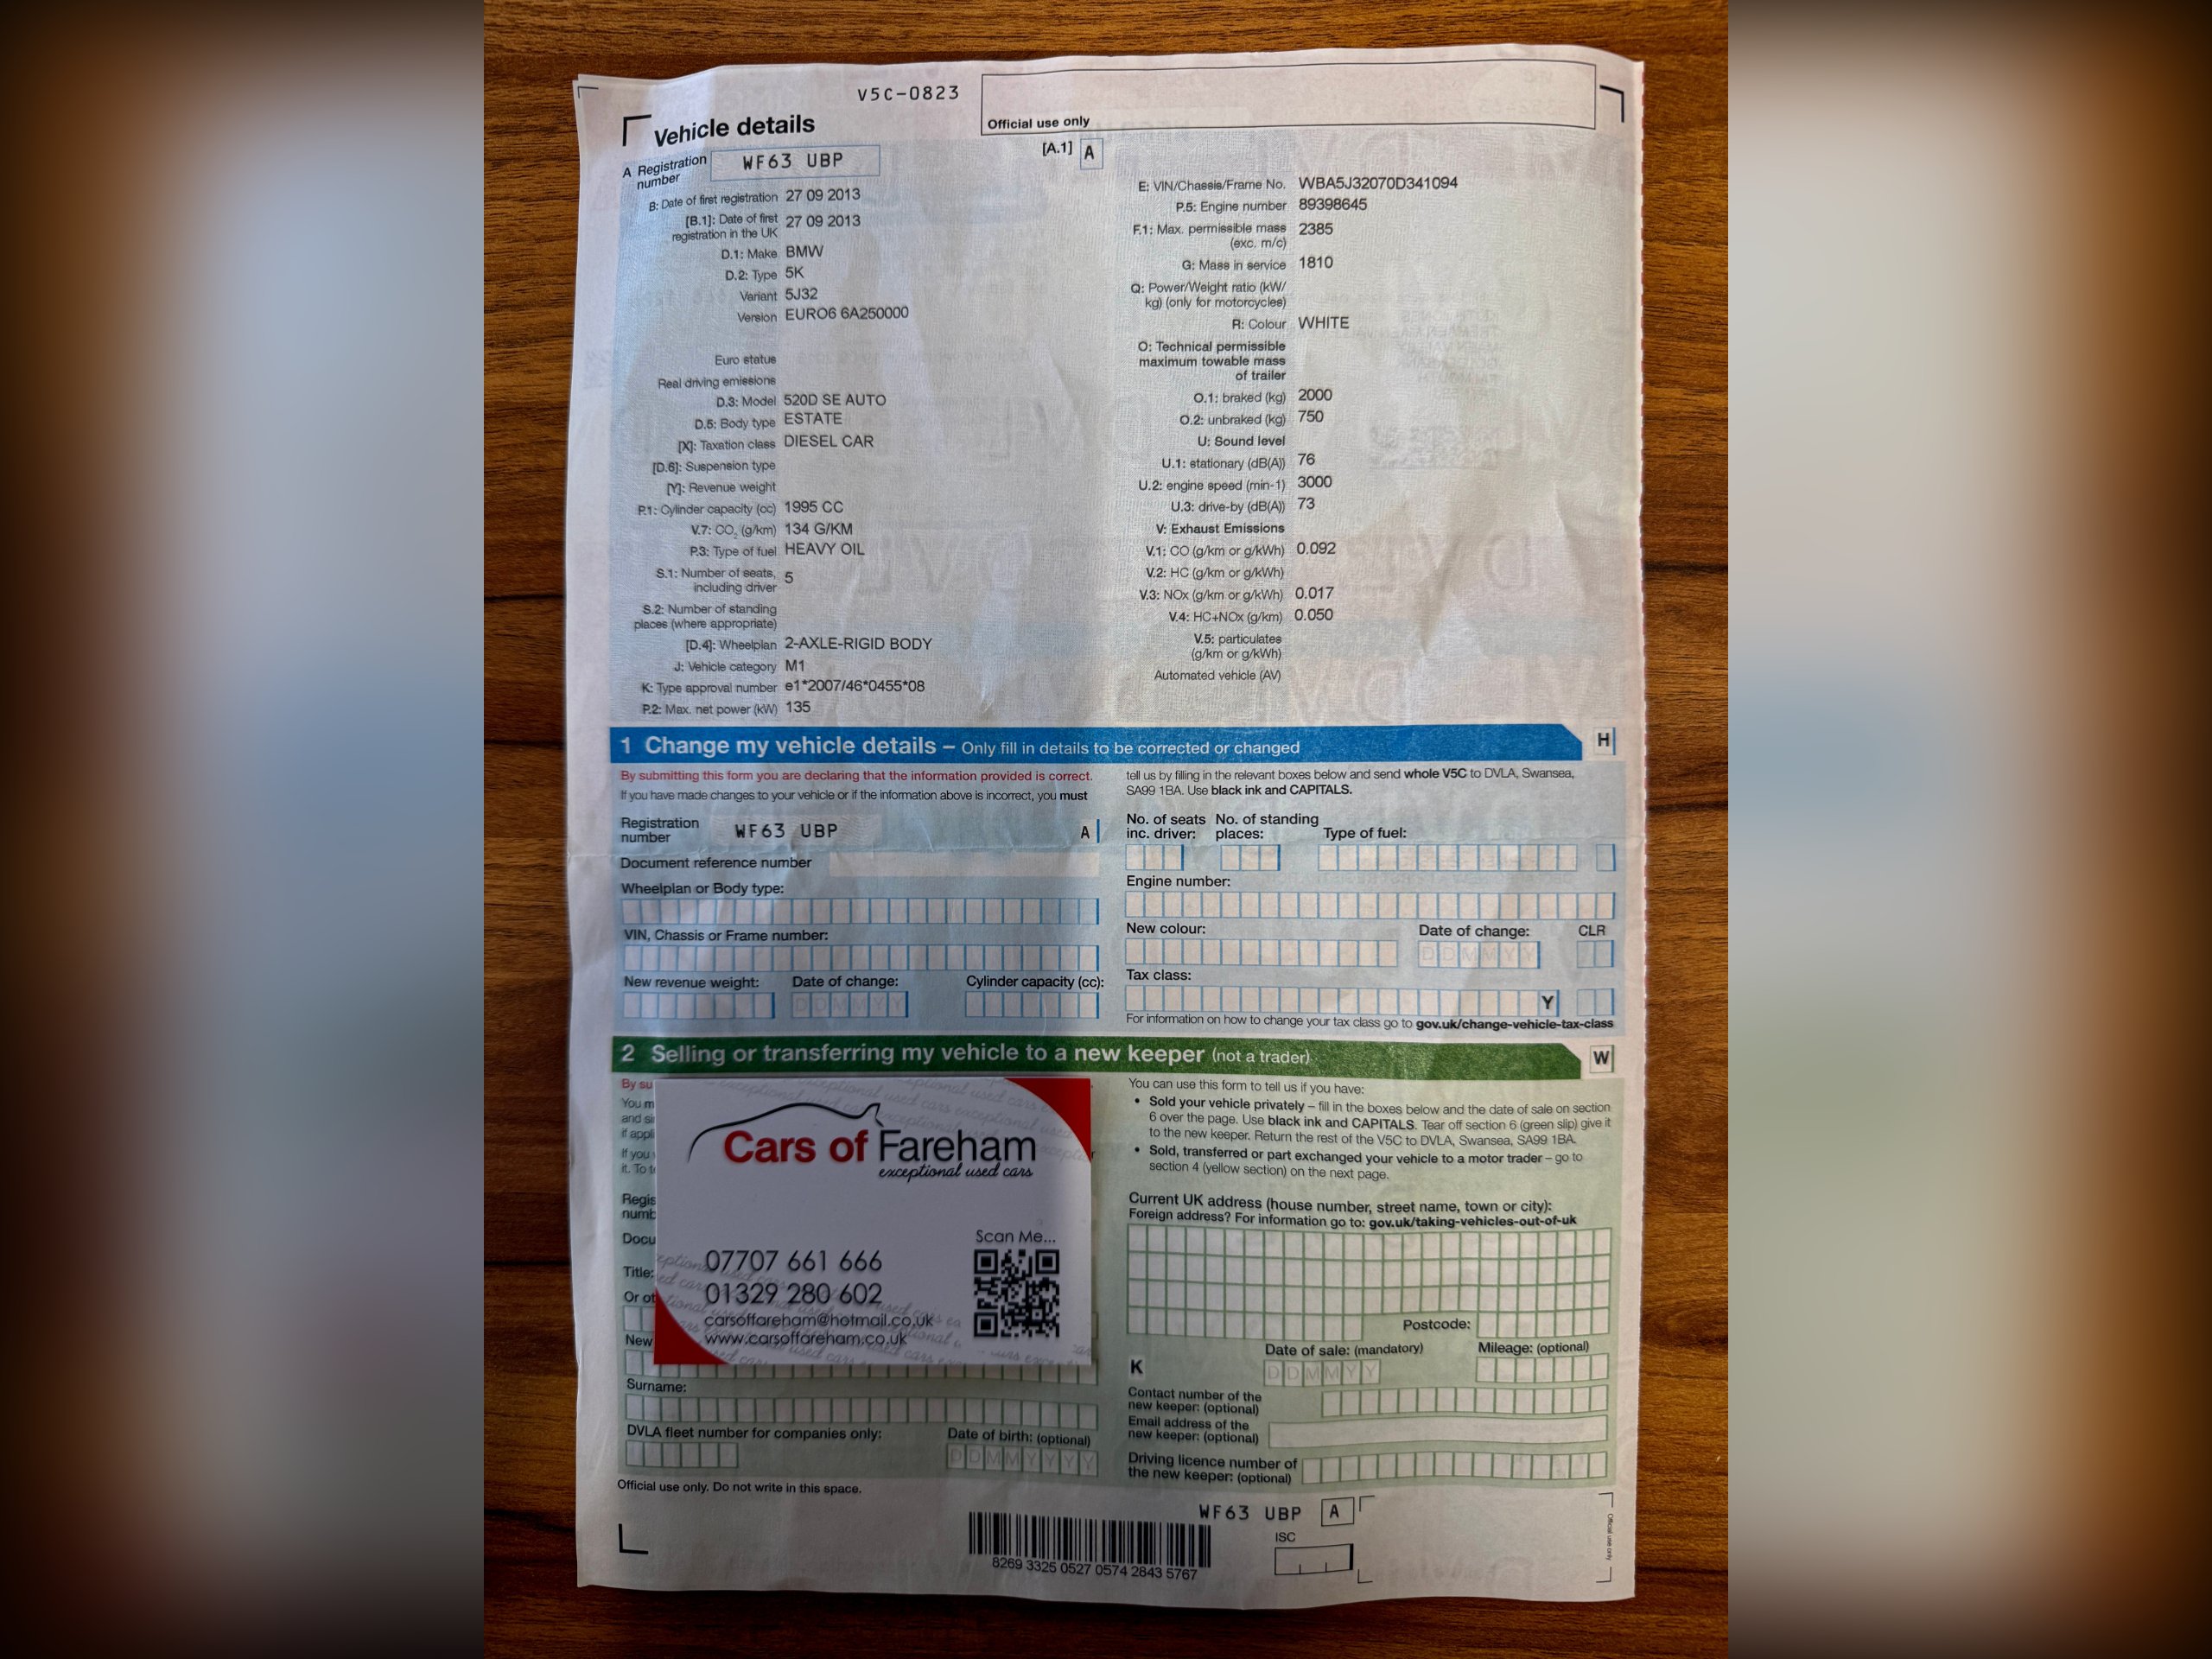 V5C-0823
Official use only
Vehicle details
A Registration number WF63 UBP
[A.1] A
B: Date of first registration 27 09 2013
[B.1]: Date of first registration in the UK 27 09 2013
D.1: Make BMW
D.2: Type 5K
Variant 5J32
Version EURO6 6A250000
Euro status
Real driving emissions
D.3: Model 520D SE AUTO
D.5: Body type ESTATE
[X]: Taxation class DIESEL CAR
[D.6]: Suspension type
[Y]: Revenue weight
P.1: Cylinder capacity (cc) 1995 CC
V.7: CO2 (g/km) 134 G/KM
P.3: Type of fuel HEAVY OIL
S.1: Number of seats, including driver 5
S.2: Number of standing places (where appropriate)
[D.4]: Wheelplan 2-AXLE-RIGID BODY
J: Vehicle category M1
K: Type approval number e1*2007/46*0455*08
P.2: Max. net power (kW) 135
E: VIN/Chassis/Frame No. WBA5J32070D341094
P.5: Engine number 89398645
F.1: Max. permissible mass (exc. m/c) 2385
G: Mass in service 1810
Q: Power/Weight ratio (kW/kg) (only for motorcycles)
R: Colour WHITE
O: Technical permissible maximum towable mass of trailer
O.1: braked (kg) 2000
O.2: unbraked (kg) 750
U: Sound level
U.1: stationary (dB(A)) 76
U.2: engine speed (min-1) 3000
U.3: drive-by (dB(A)) 73
V: Exhaust Emissions
V.1: CO (g/km or g/kWh) 0.092
V.2: HC (g/km or g/kWh)
V.3: NOx (g/km or g/kWh) 0.017
V.4: HC+NOx (g/km) 0.050
V.5: particulates (g/km or g/kWh)
Automated vehicle (AV)
1 Change my vehicle details – Only fill in details to be corrected or changed
H
By submitting this form you are declaring that the information provided is correct.
If you have made changes to your vehicle or if the information above is incorrect, you must
tell us by filling in the relevant boxes below and send whole V5C to DVLA, Swansea,
SA99 1BA. Use black ink and CAPITALS.
Registration number WF63 UBP A
Document reference number
Wheelplan or Body type:
VIN, Chassis or Frame number:
New revenue weight: Date of change: Cylinder capacity (cc):
DDMMYY
No. of seats inc. driver: No. of standing places: Type of fuel:
Engine number:
New colour: Date of change: CLR
DDMMYY
Tax class:
Y
For information on how to change your tax class go to gov.uk/change-vehicle-tax-class
2 Selling or transferring my vehicle to a new keeper (not a trader)
W
By su
You m
and si
if appl
If you
it. To t
Regis
numb
Docu
Title:
Or ot
New
Cars of Fareham
exceptional used cars
Scan Me...
07707 661 666
01329 280 602
carsoffareham@hotmail.co.uk
www.carsoffareham.co.uk
Surname:
DVLA fleet number for companies only: Date of birth: (optional)
DDMMYYYY
You can use this form to tell us if you have:
• Sold your vehicle privately – fill in the boxes below and the date of sale on section
6 over the page. Use black ink and CAPITALS. Tear off section 6 (green slip) give it
to the new keeper. Return the rest of the V5C to DVLA, Swansea, SA99 1BA.
• Sold, transferred or part exchanged your vehicle to a motor trader – go to
section 4 (yellow section) on the next page.
Current UK address (house number, street name, town or city):
Foreign address? For information go to: gov.uk/taking-vehicles-out-of-uk
Postcode:
Date of sale: (mandatory) Mileage: (optional)
K DDMMYY
Contact number of the new keeper: (optional)
Email address of the new keeper: (optional)
Driving licence number of the new keeper: (optional)
Official use only. Do not write in this space.
WF63 UBP A
ISC
8269 3325 0527 0574 2843 5767
Official use only